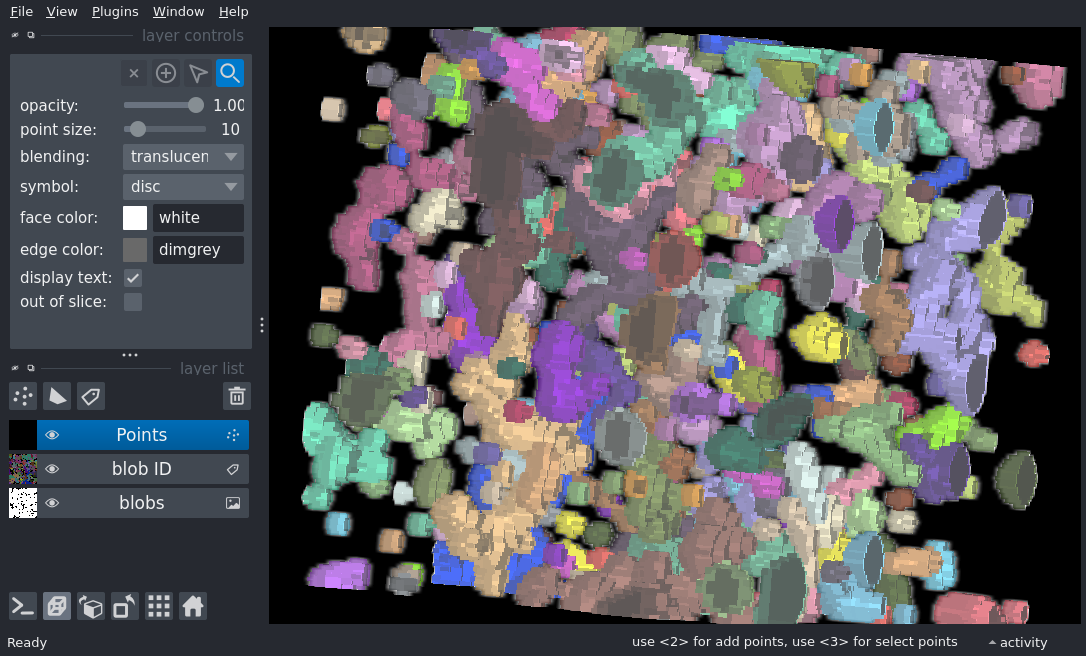 File View Plugins Window Help
layer controls
opacity: 1.00
point size: 10
blending: translucen
symbol: disc
face color: white
edge color: dimgrey
display text:
out of slice:
layer list
Points
blob ID
blobs
Ready
use <2> for add points, use <3> for select points
activity